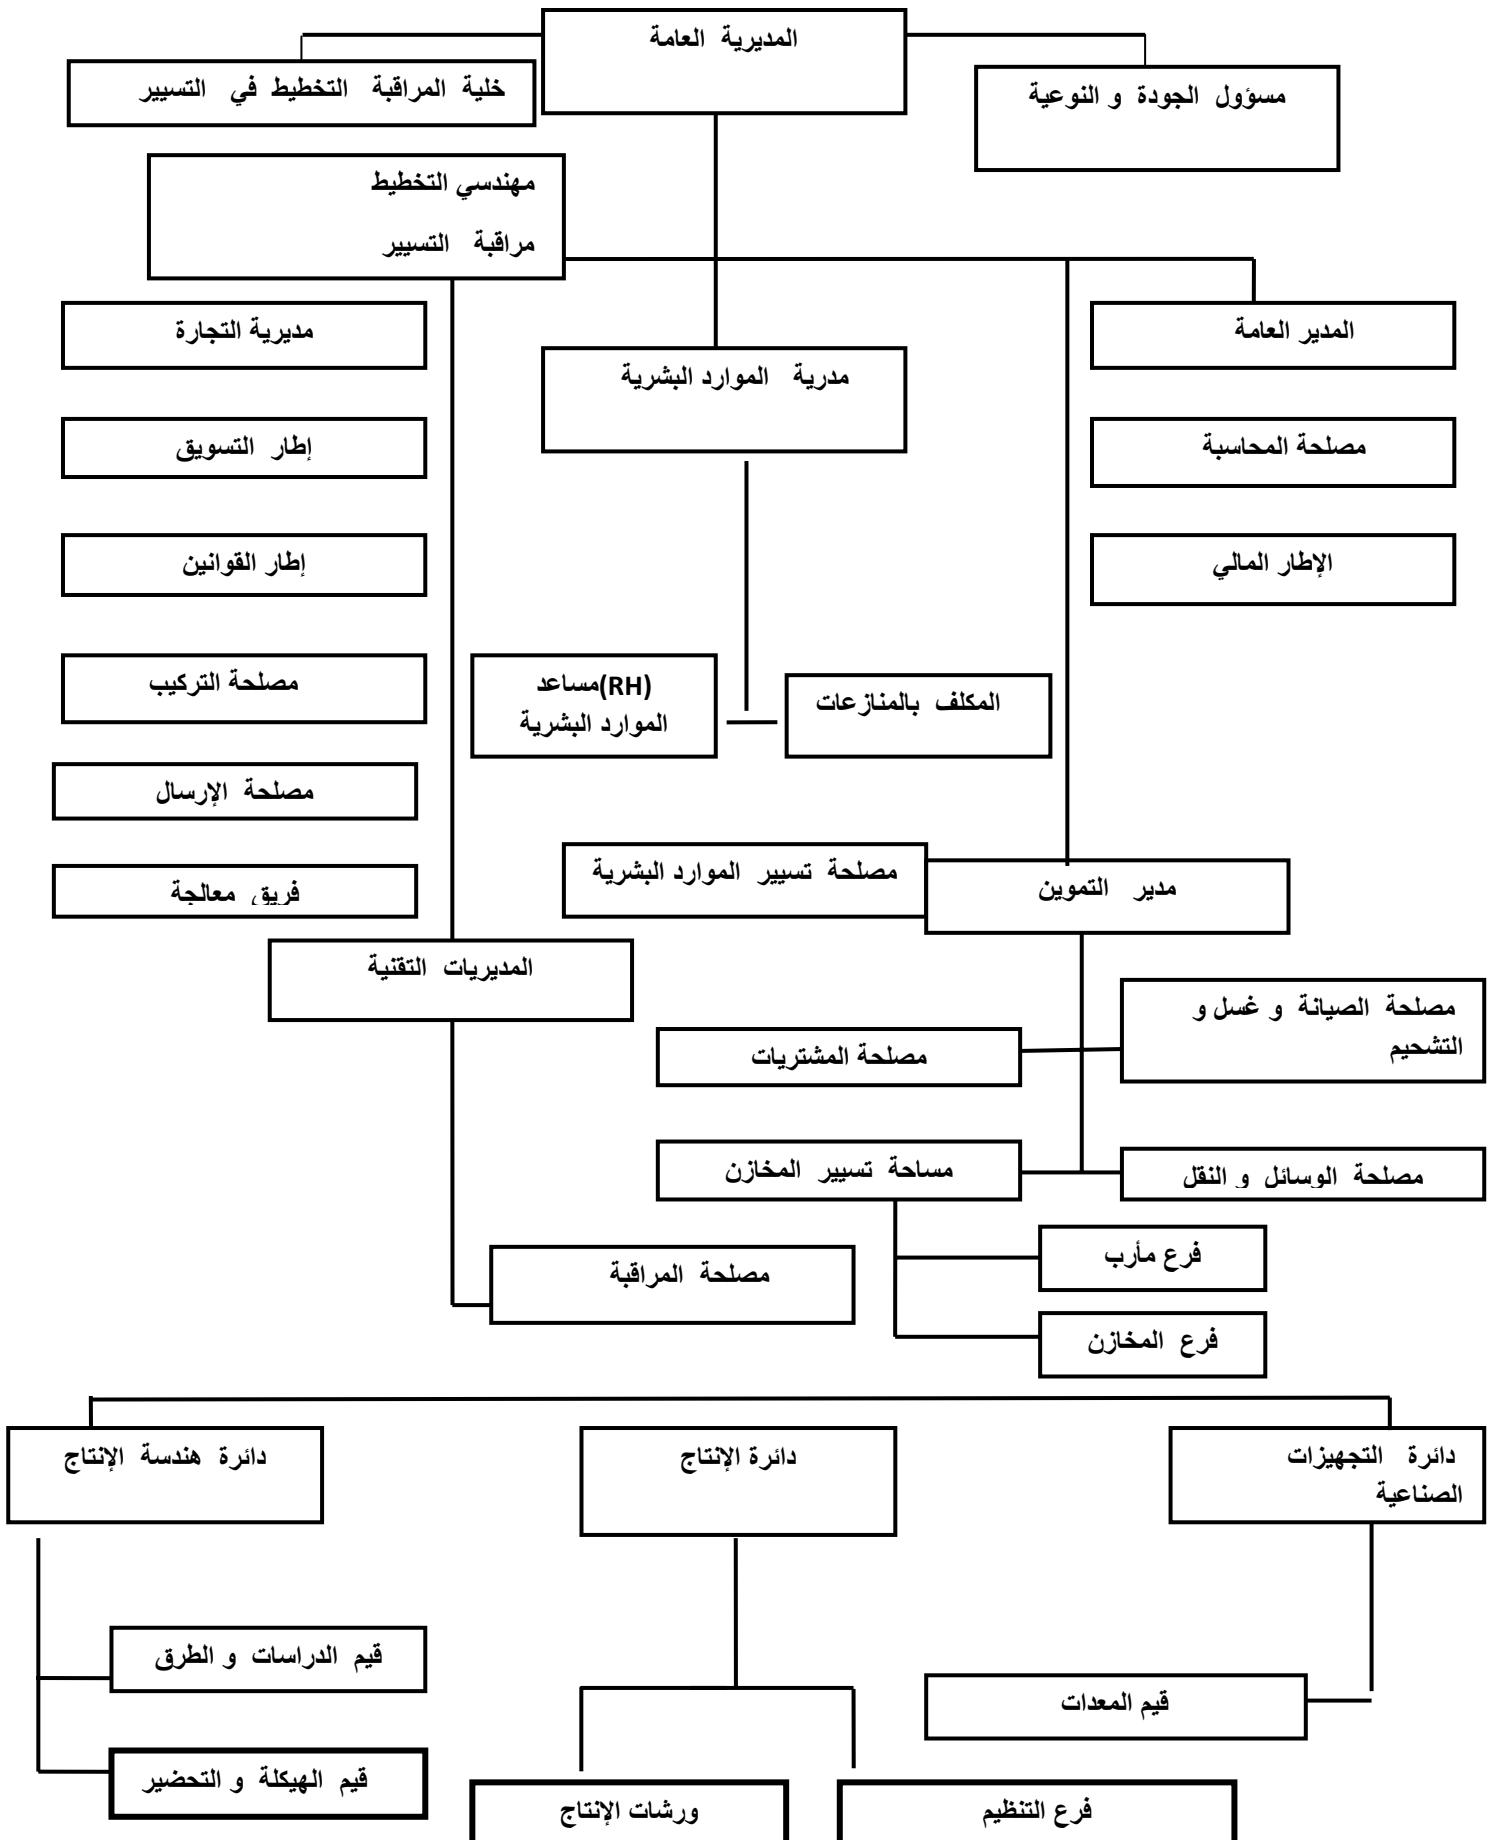 المديرية العامة
خلية المراقبة التخطيط في التسيير
مسؤول الجودة و النوعية
مهندسي التخطيط
مراقبة التسيير
المدير العامة
مديرية التجارة
مدرية الموارد البشرية
مصلحة المحاسبة
إطار التسويق
الإطار المالي
إطار القوانين
المكلف بالمنازعات
(RH)مساعد
الموارد البشرية
مصلحة التركيب
مصلحة الإرسال
مصلحة تسيير الموارد البشرية
مدير التموين
فريق معالجة
المديريات التقنية
مصلحة الصيانة و غسل و
التشحيم
مصلحة المشتريات
مصلحة الوسائل و النقل
مساحة تسيير المخازن
فرع مأرب
مصلحة المراقبة
فرع المخازن
دائرة التجهيزات
الصناعية
دائرة الإنتاج
دائرة هندسة الإنتاج
قيم الدراسات و الطرق
قيم المعدات
قيم الهيكلة و التحضير
فرع التنظيم
ورشات الإنتاج